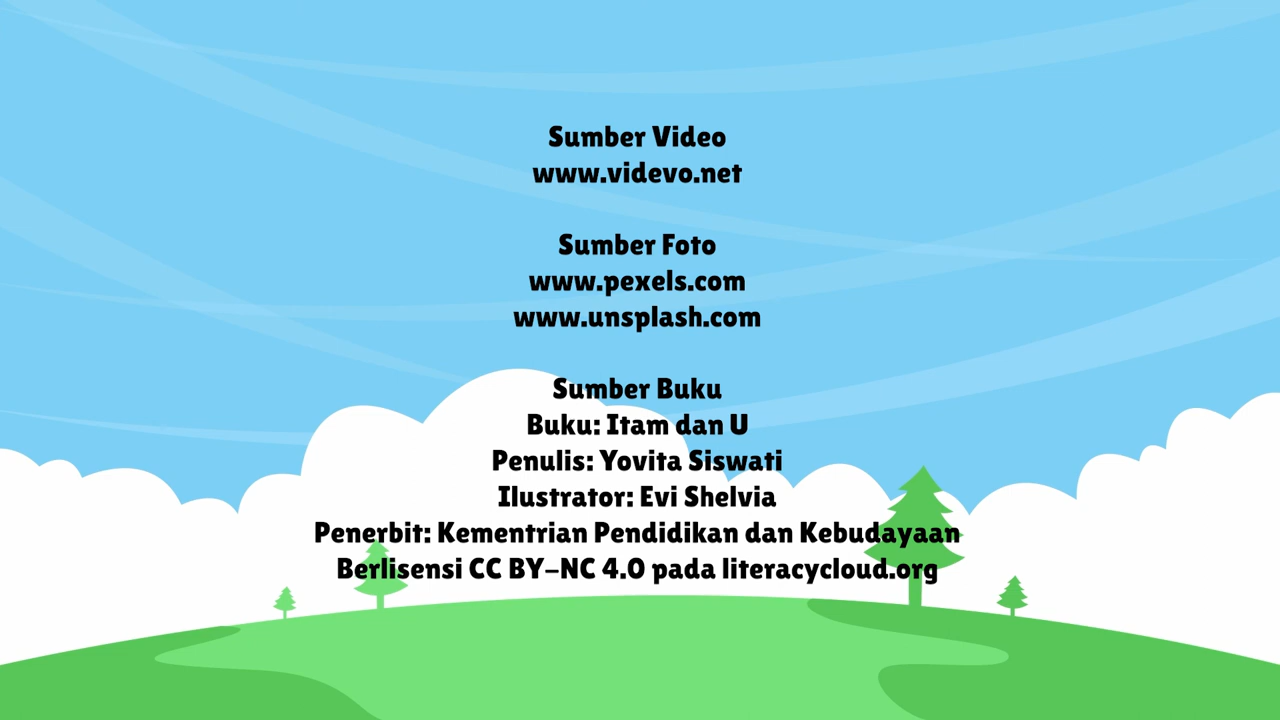 Sumber Video
www.videvo.net
Sumber Foto
www.pexels.com
www.unsplash.com
Sumber Buku
Buku: Itam dan U
Penulis: Yovita Siswati
Ilustrator: Evi Shelvia
Penerbit: Kementrian Pendidikan dan Kebudayaan
Berlisensi CC BY-NC 4.0 pada literacycloud.org